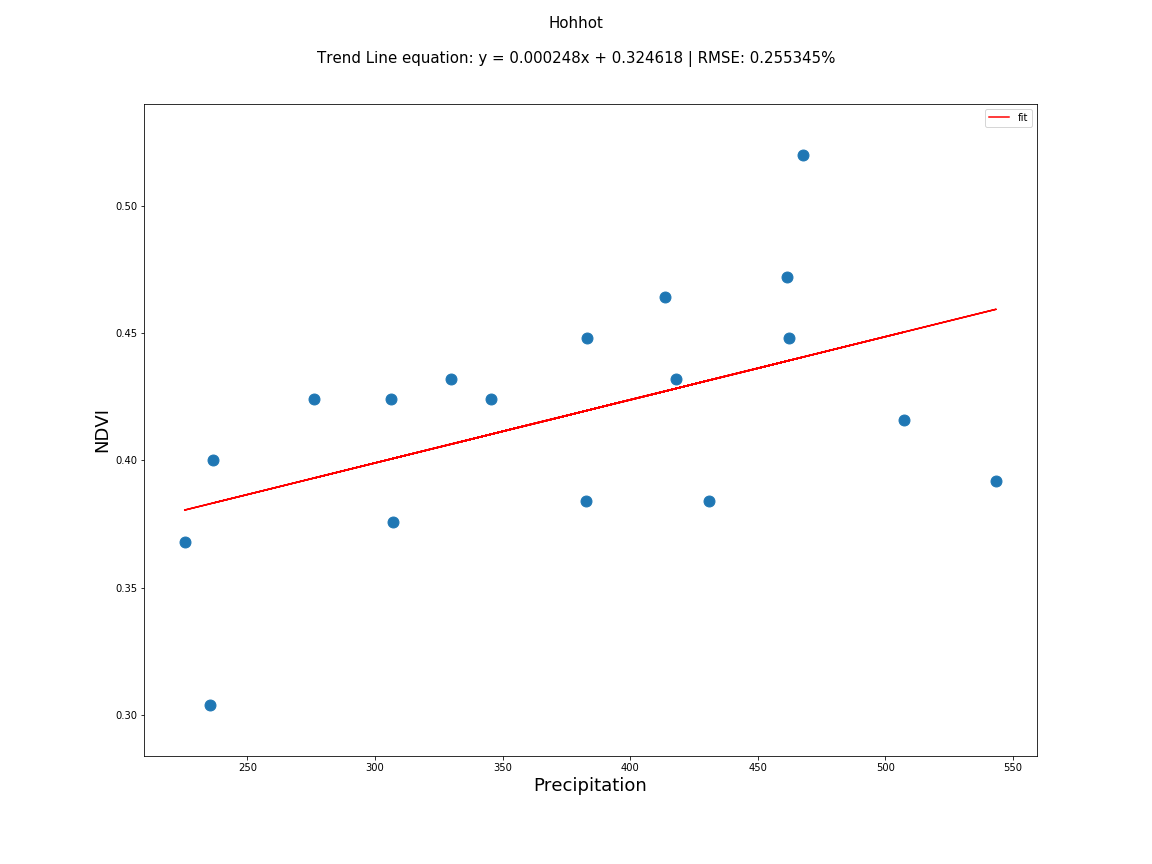 Hohhot
Trend Line equation: y = 0.000248x + 0.324618 | RMSE: 0.255345%
fit
0.50
0.45
0.40
0.35
0.30
NDVI
250 300 350 400 450 500 550
Precipitation